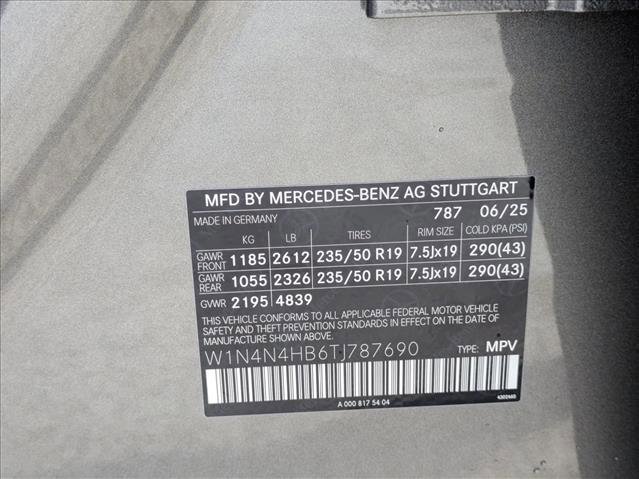 MFD BY MERCEDES-BENZ AG STUTTGART
MADE IN GERMANY 787 06/25
KG LB TIRES RIM SIZE COLD KPA (PSI)
GAWR FRONT 1185 2612 235/50 R19 7.5Jx19 290(43)
GAWR REAR 1055 2326 235/50 R19 7.5Jx19 290(43)
GVWR 2195 4839
THIS VEHICLE CONFORMS TO ALL APPLICABLE FEDERAL MOTOR VEHICLE
SAFETY AND THEFT PREVENTION STANDARDS IN EFFECT ON THE DATE
OF MANUFACTURE SHOWN ABOVE.
W1N4N4HB6TJ787690 TYPE: MPV
A 000 817 54 04